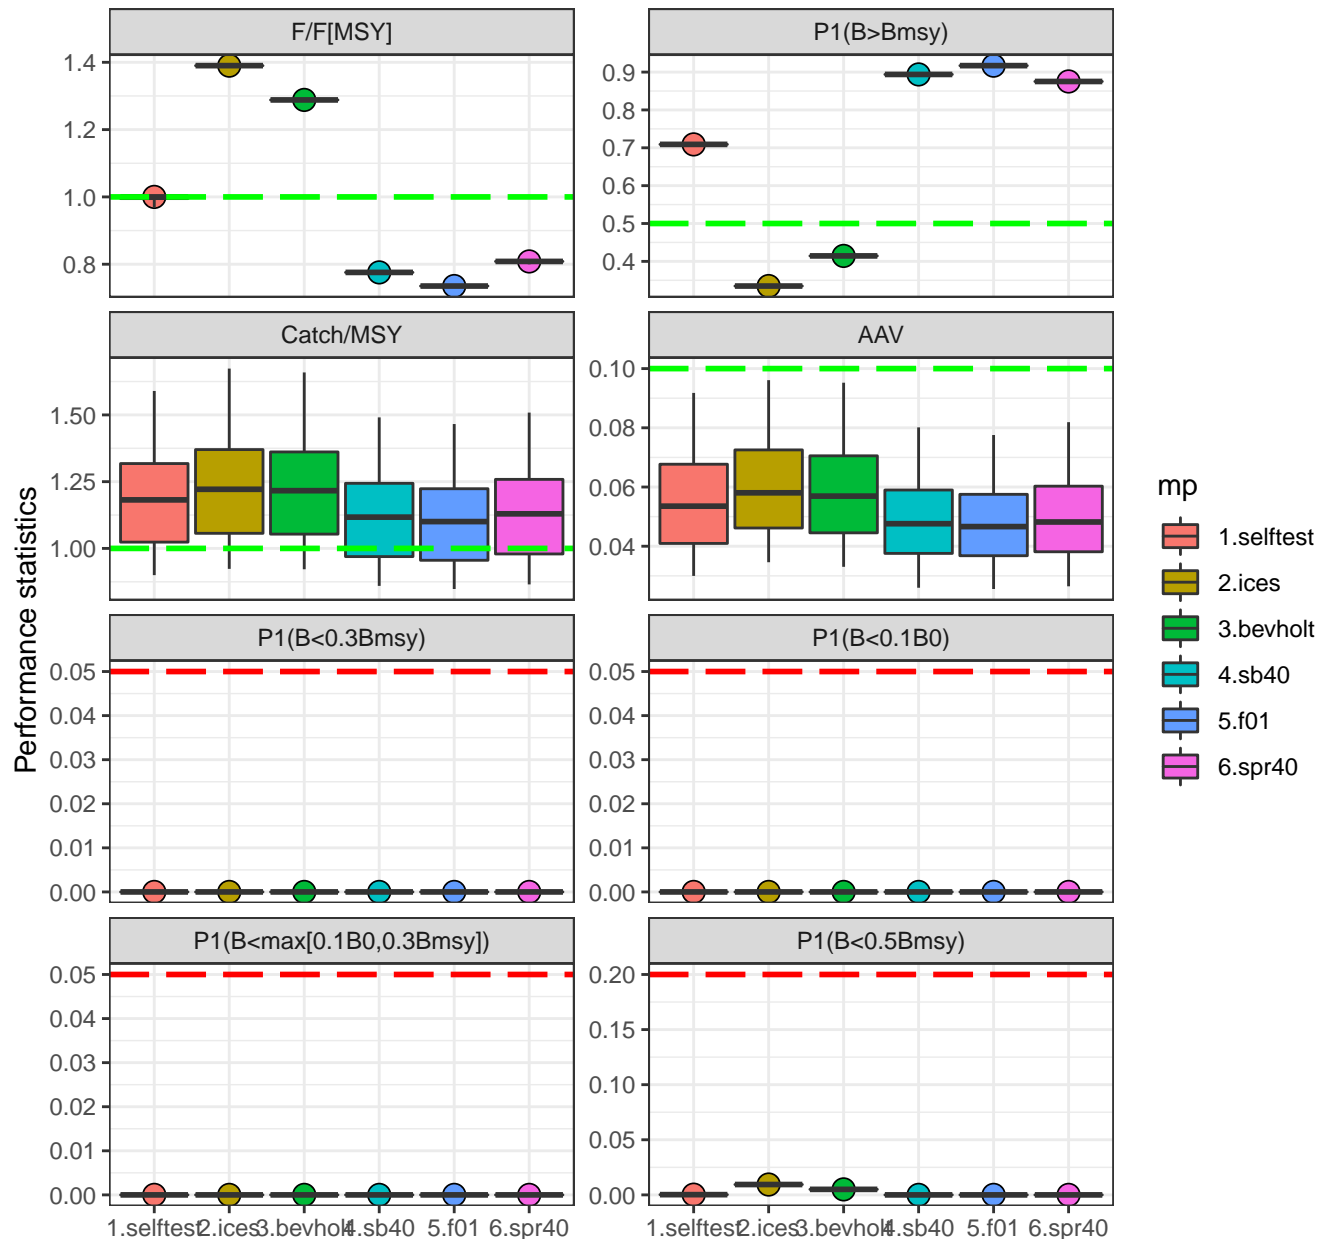 F/F[MSY]
P1(B>Bmsy)
1.4
1.2
1.0
0.8
0.9
0.8
0.7
0.6
0.5
0.4
Catch/MSY
AAV
1.50
1.25
1.00
0.10
0.08
0.06
0.04
P1(B<0.3Bmsy)
P1(B<0.1B0)
0.05
0.04
0.03
0.02
0.01
0.00
0.05
0.05
0.03
0.02
0.01
0.00
P1(B<max[0.1B0,0.3Bmsy])
P1(B<0.5Bmsy)
0.05
0.04
0.03
0.02
0.01
0.00
0.20
0.15
0.10
0.05
0.00
1.selftest 2.ices 3.bevholt 4.sb40 5.f01 6.spr40
1.selftest 2.ices 3.bevholt 4.sb40 5.f01 6.spr40
Performance statistics
mp
1.selftest
2.ices
3.bevholt
4.sb40
5.f01
6.spr40